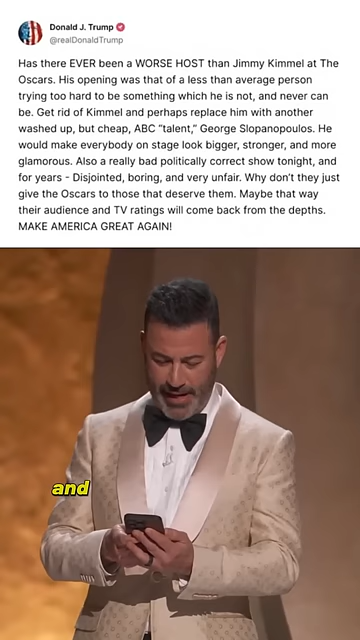 Donald J. Trump
@realDonaldTrump
Has there EVER been a WORSE HOST than Jimmy Kimmel at The
Oscars. His opening was that of a less than average person
trying too hard to be something which he is not, and never can
be. Get rid of Kimmel and perhaps replace him with another
washed up, but cheap, ABC “talent,” George Slopanopoulos. He
would make everybody on stage look bigger, stronger, and more
glamorous. Also a really bad politically correct show tonight, and
for years - Disjointed, boring, and very unfair. Why don’t they just
give the Oscars to those that deserve them. Maybe that way
their audience and TV ratings will come back from the depths.
MAKE AMERICA GREAT AGAIN!
and